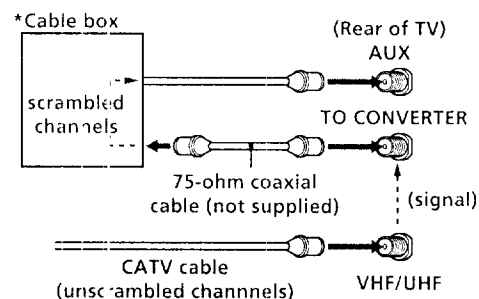 *Cable box
(Rear of TV)
AUX
scrambled
channels
TO CONVERTER
75-ohm coaxial
cable (not supplied)
(signal)
CATV cable
(unscrambled channnels)
VHF/UHF